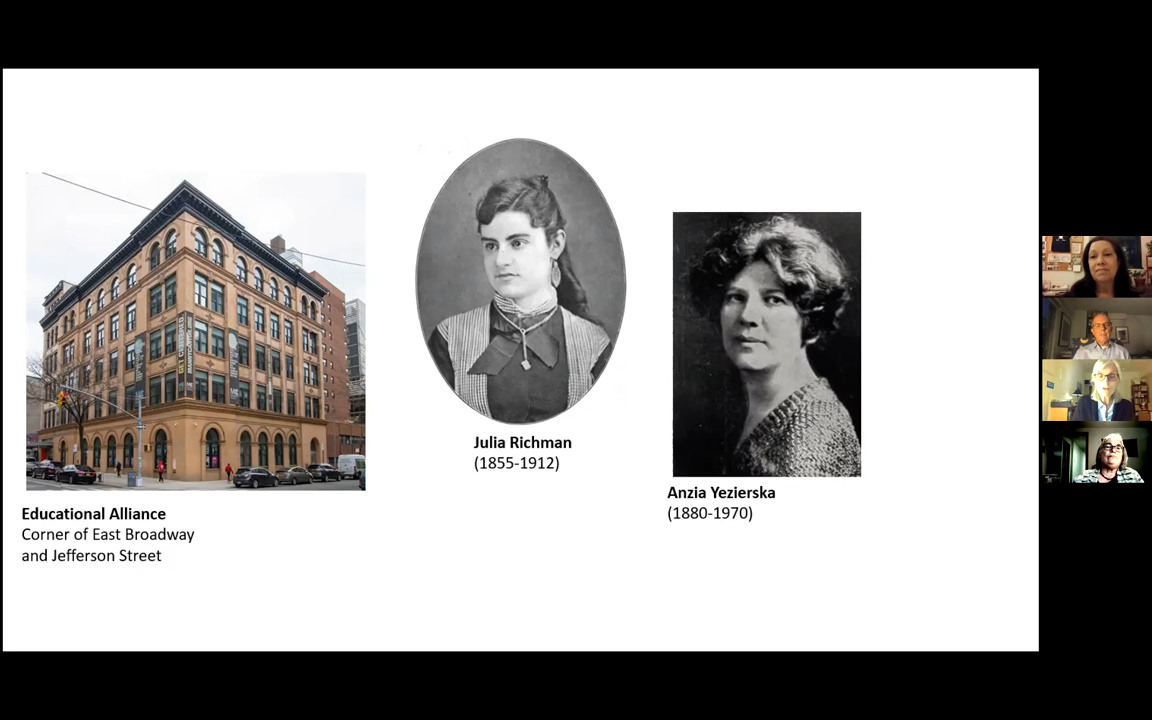 Educational Alliance
Corner of East Broadway
and Jefferson Street
Julia Richman
(1855-1912)
Anzia Yezierska
(1880-1970)